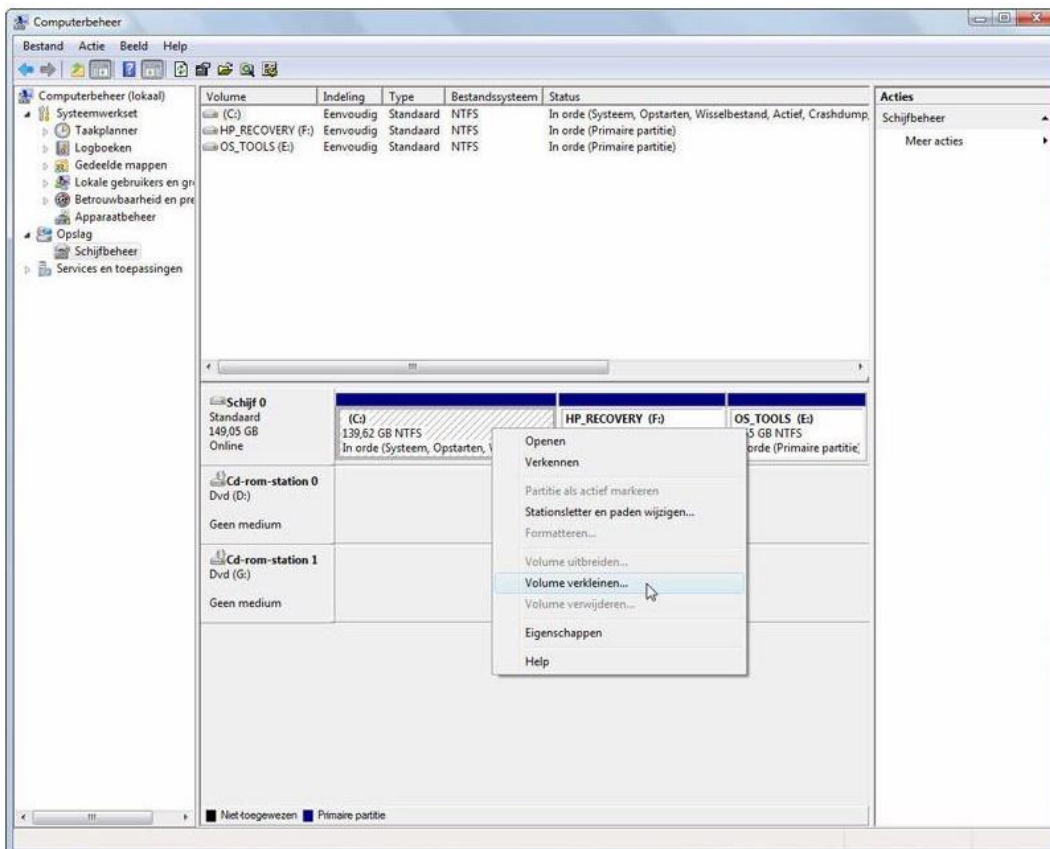 Computerbeheer
Bestand Actie Beeld Help
Computerbeheer (lokaal)
Systeemwerkset
Taakplanner
Logboeken
Gedeelde mappen
Lokale gebruikers en gr
Betrouwbaarheid en pre
Apparaatbeheer
Opslag
Schijfbeheer
Services en toepassingen
Volume Indeling Type Bestandssysteem Status
(C:) Eenvoudig Standaard NTFS In orde (Systeem, Opstarten, Wisselbestand, Actief, Crashdump,
HP_RECOVERY (F:) Eenvoudig Standaard NTFS In orde (Primaire partitie)
OS_TOOLS (E:) Eenvoudig Standaard NTFS In orde (Primaire partitie)
Acties
Schijfbeheer
Meer acties
Schijf 0
Standaard
149,05 GB
Online
(C:)
139,62 GB NTFS
In orde (Systeem, Opstarten,
HP_RECOVERY (F:)
OS_TOOLS (E:)
GB NTFS
orde (Primaire partitie)
Cd-rom-station 0
Dvd (D:)
Geen medium
Cd-rom-station 1
Dvd (G:)
Geen medium
Openen
Verkennen
Partitie als actief markeren
Stationsletter en paden wijzigen...
Formatteren...
Volume uitbreiden...
Volume verkleinen...
Volume verwijderen...
Eigenschappen
Help
Niet-toegewezen Primaire partitie